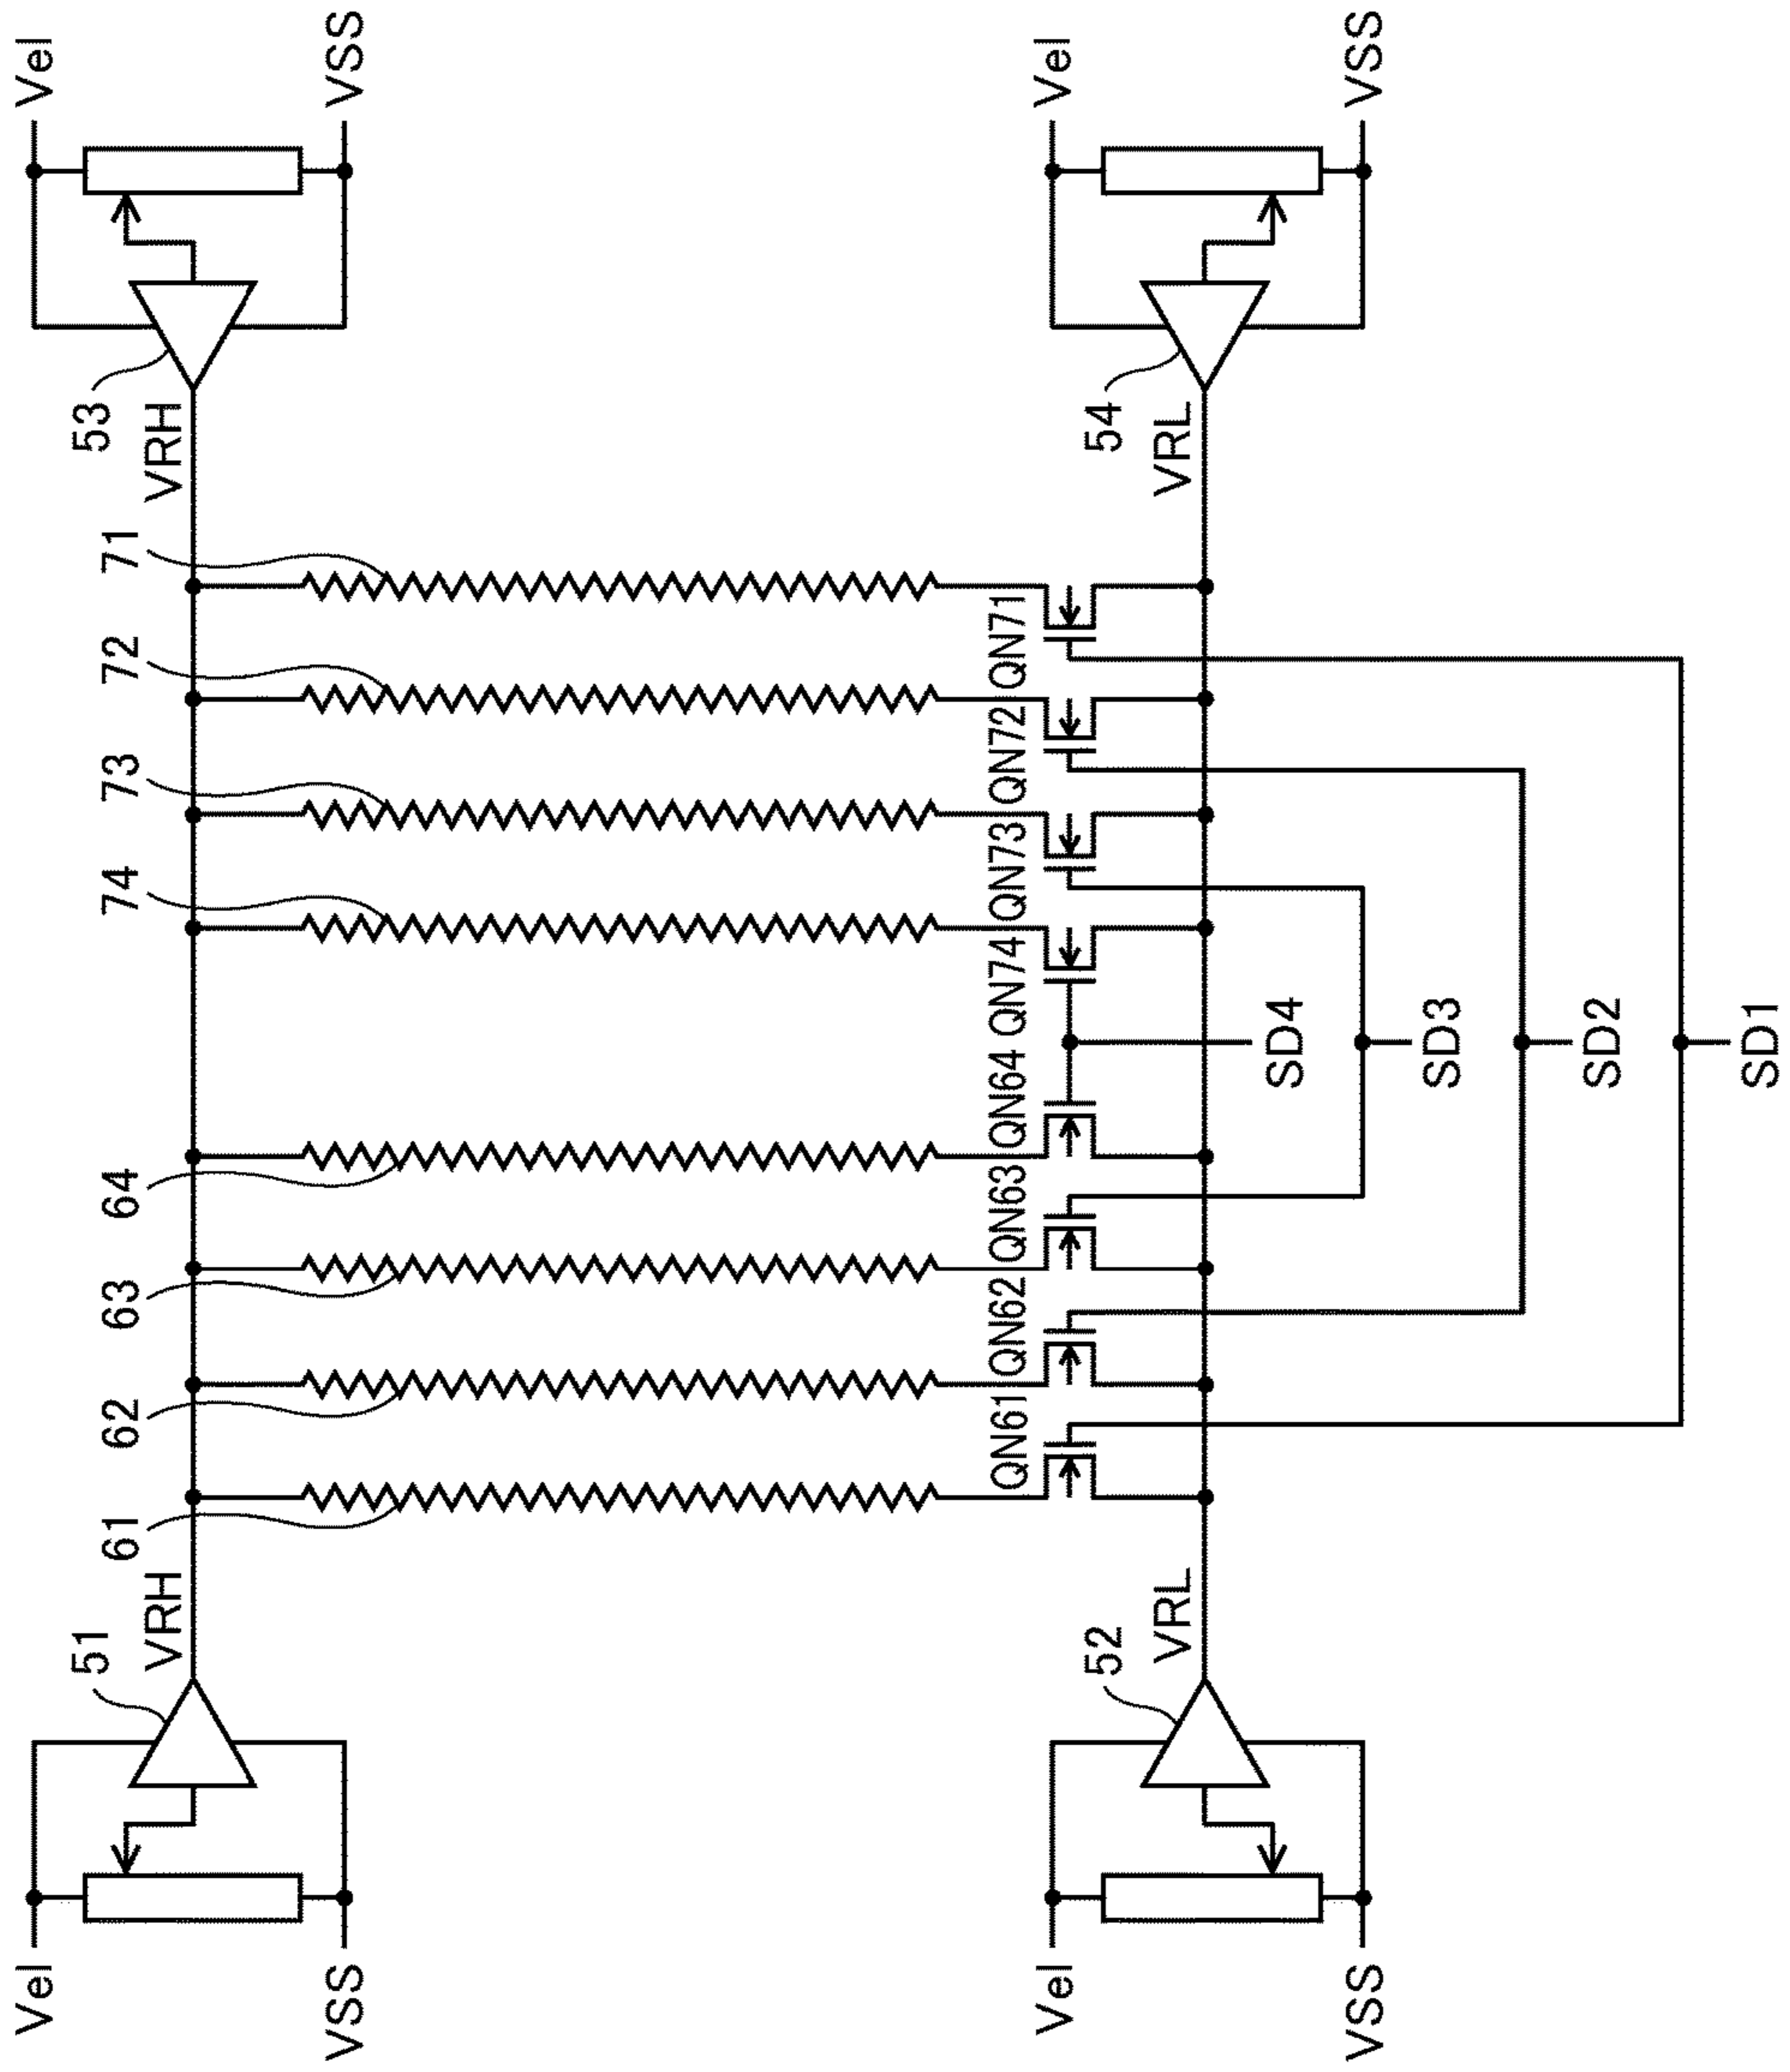 Vel
VSS
51
VRH
61
62
63
64
74
73
72
71
53
VRH
Vel
VSS
QN61
QN62
QN63
QN64
QN74
QN73
QN72
QN71
Vel
VSS
52
VRL
54
VRL
Vel
VSS
SD4
SD3
SD2
SD1